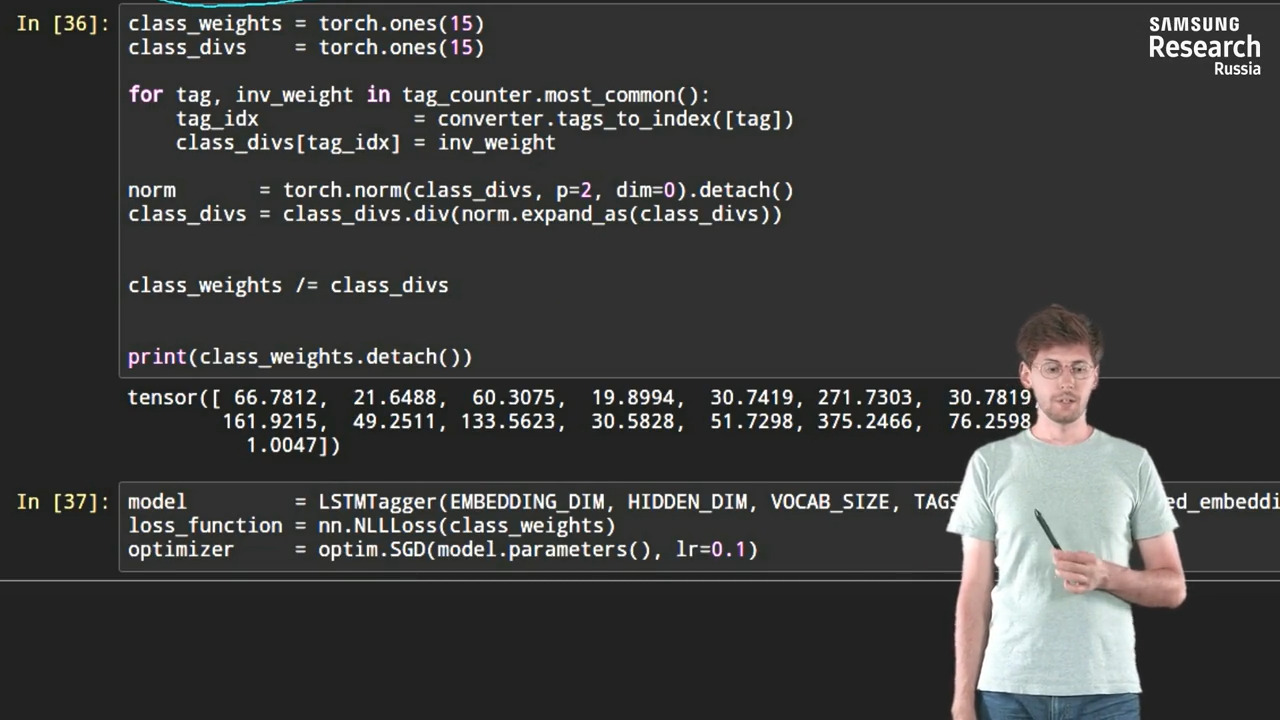 SAMSUNG
Research
Russia
In [36]:
class_weights = torch.ones(15)
class_divs    = torch.ones(15)
for tag, inv_weight in tag_counter.most_common():
    tag_idx             = converter.tags_to_index([tag])
    class_divs[tag_idx] = inv_weight
norm       = torch.norm(class_divs, p=2, dim=0).detach()
class_divs = class_divs.div(norm.expand_as(class_divs))
class_weights /= class_divs
print(class_weights.detach())
tensor([ 66.7812,  21.6488,  60.3075,  19.8994,  30.7419, 271.7303,  30.7819
        161.9215,  49.2511, 133.5623,  30.5828,  51.7298, 375.2466,  76.2598
          1.0047])
In [37]:
model         = LSTMTagger(EMBEDDING_DIM, HIDDEN_DIM, VOCAB_SIZE,
loss_function = nn.NLLLoss(class_weights)
optimizer     = optim.SGD(model.parameters(), lr=0.1)